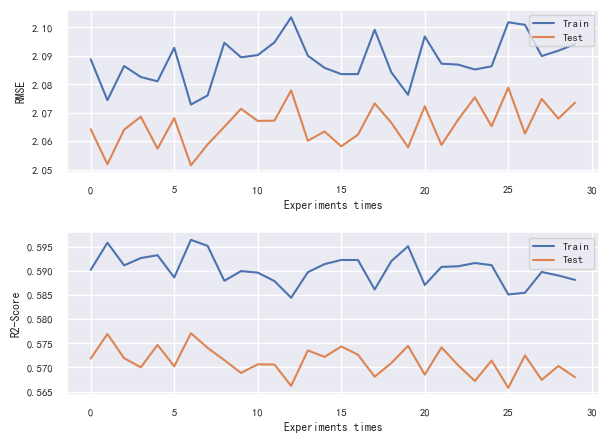 2.10
2.09
2.08
2.07
2.06
2.05
RMSE
Train
Test
0 5 10 15 20 25 30
Experiments times
0.595
0.590
0.585
0.580
0.575
0.570
0.565
R2-Score
Train
Test
0 5 10 15 20 25 30
Experiments times